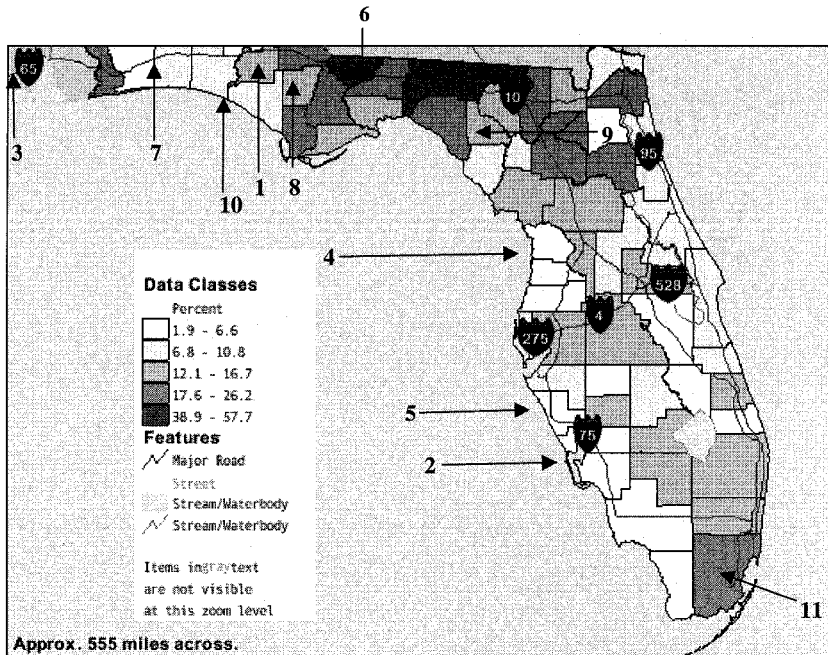 6
65
3
7
10
1
8
10
9
95
4
528
4
275
5
75
2
11
Data Classes
Percent
1.9 - 6.6
6.8 - 10.8
12.1 - 16.7
17.6 - 26.2
38.9 - 57.7
Features
Major Road
Street
Stream/Waterbody
Stream/Waterbody
Items in gray text
are not visible
at this zoom level
Approx. 555 miles across.